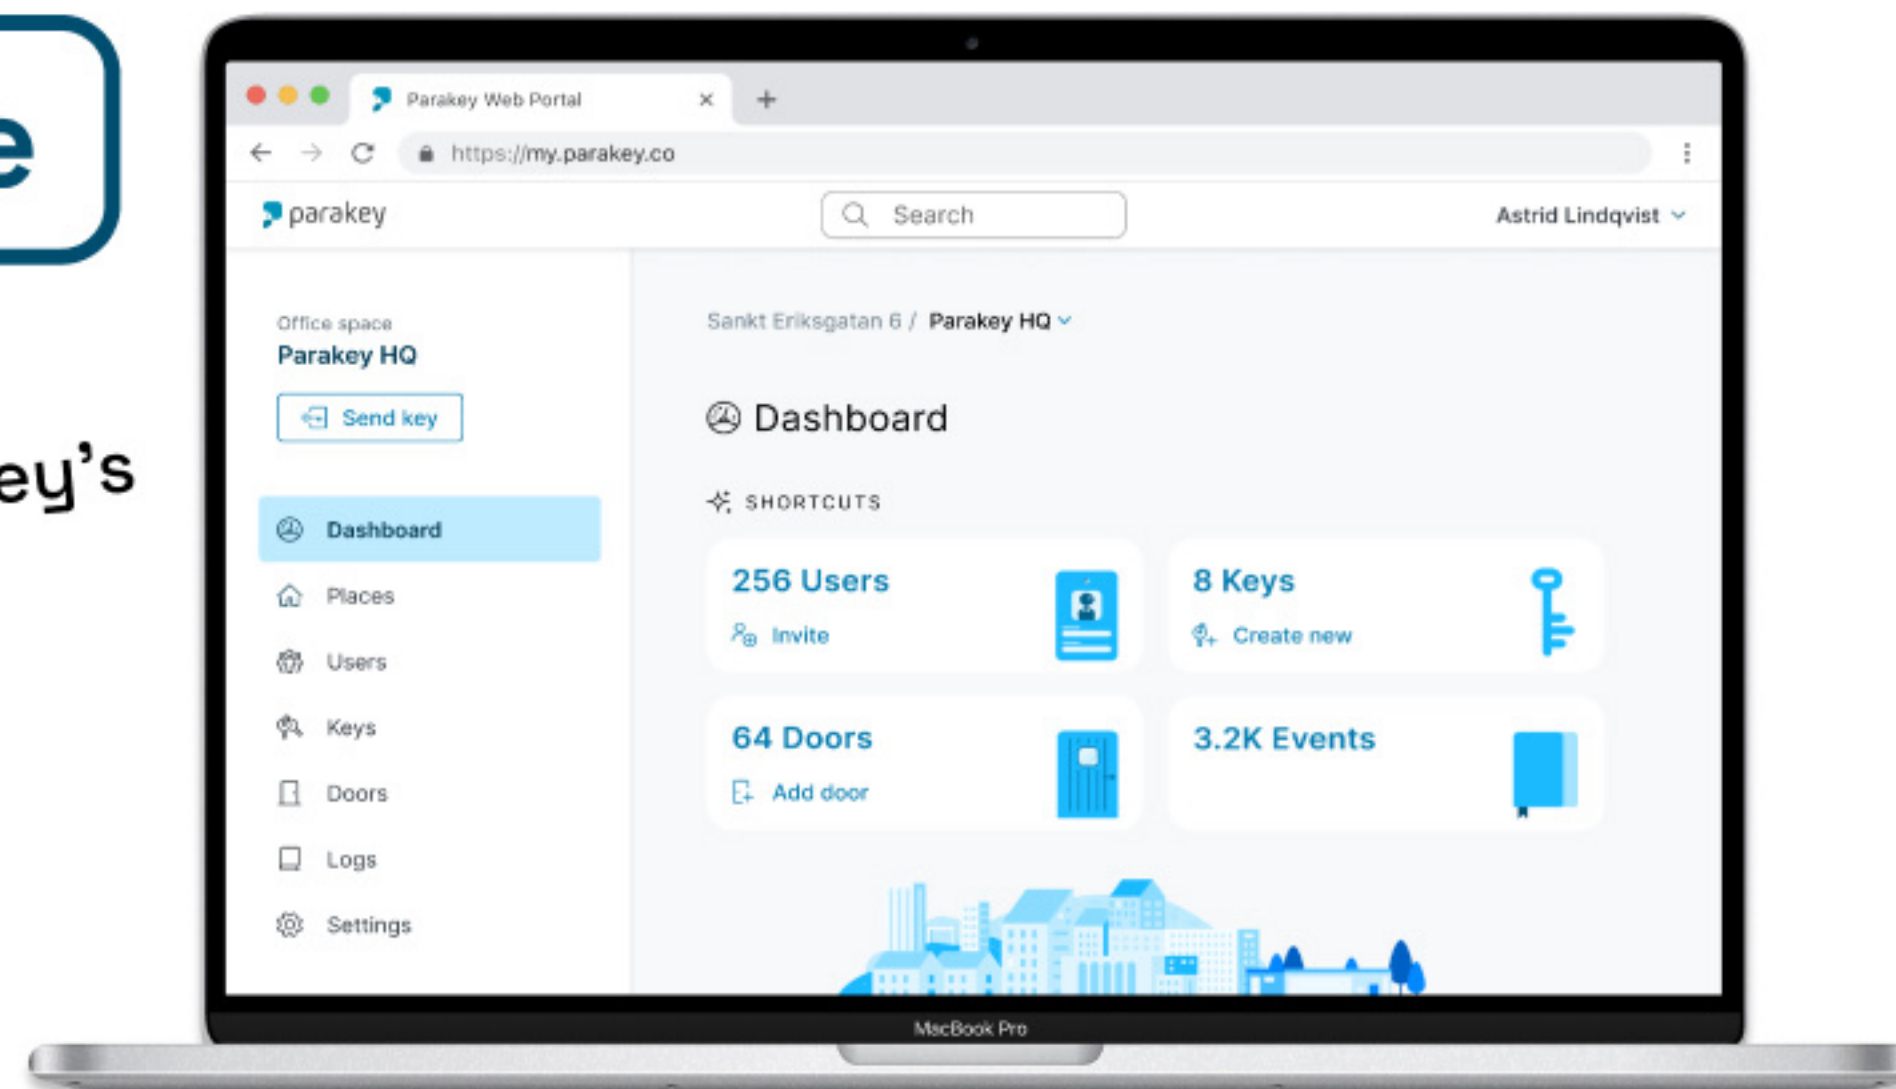 e
ey's
Parakey Web Portal
https://my.parakey.co
parakey
Search
Astrid Lindqvist
Office space
Parakey HQ
Send key
Dashboard
Places
Users
Keys
Doors
Logs
Settings
Sankt Eriksgatan 6 / Parakey HQ
Dashboard
SHORTCUTS
256 Users
Invite
8 Keys
Create new
64 Doors
Add door
3.2K Events
MacBook Pro